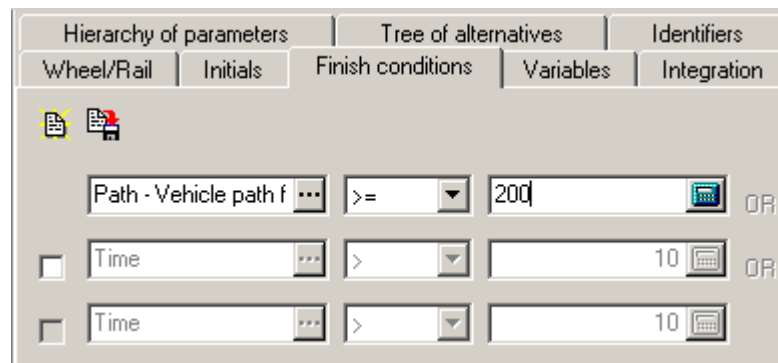 Hierarchy of parameters Tree of alternatives Identifiers
Wheel/Rail Initials Finish conditions Variables Integration
Path - Vehicle path f ... >= 200 OR
Time ... > 10 OR
Time ... > 10